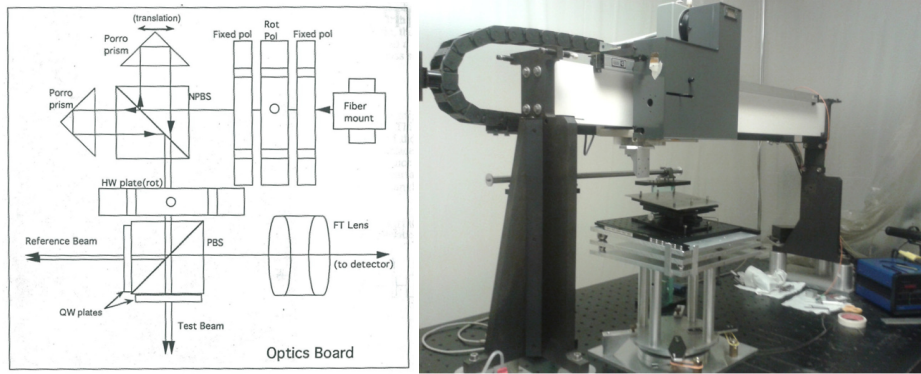 (translation)
Porro
prism
Fixed pol
Rot
Pol
Fixed pol
Porro
prism
NPBS
Fiber
mount
HW plate(rot)
Reference Beam
PBS
FT Lens
(to detector)
QW plates
Test Beam
Optics Board